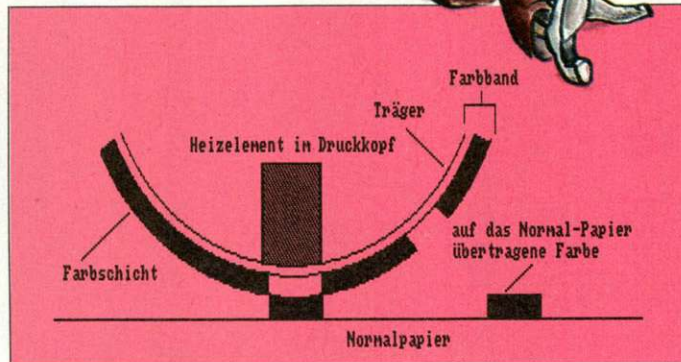 Farbband
Träger
Heizelement im Druckkopf
auf das Normal-Papier
übertragene Farbe
Farbschicht
Normalpapier